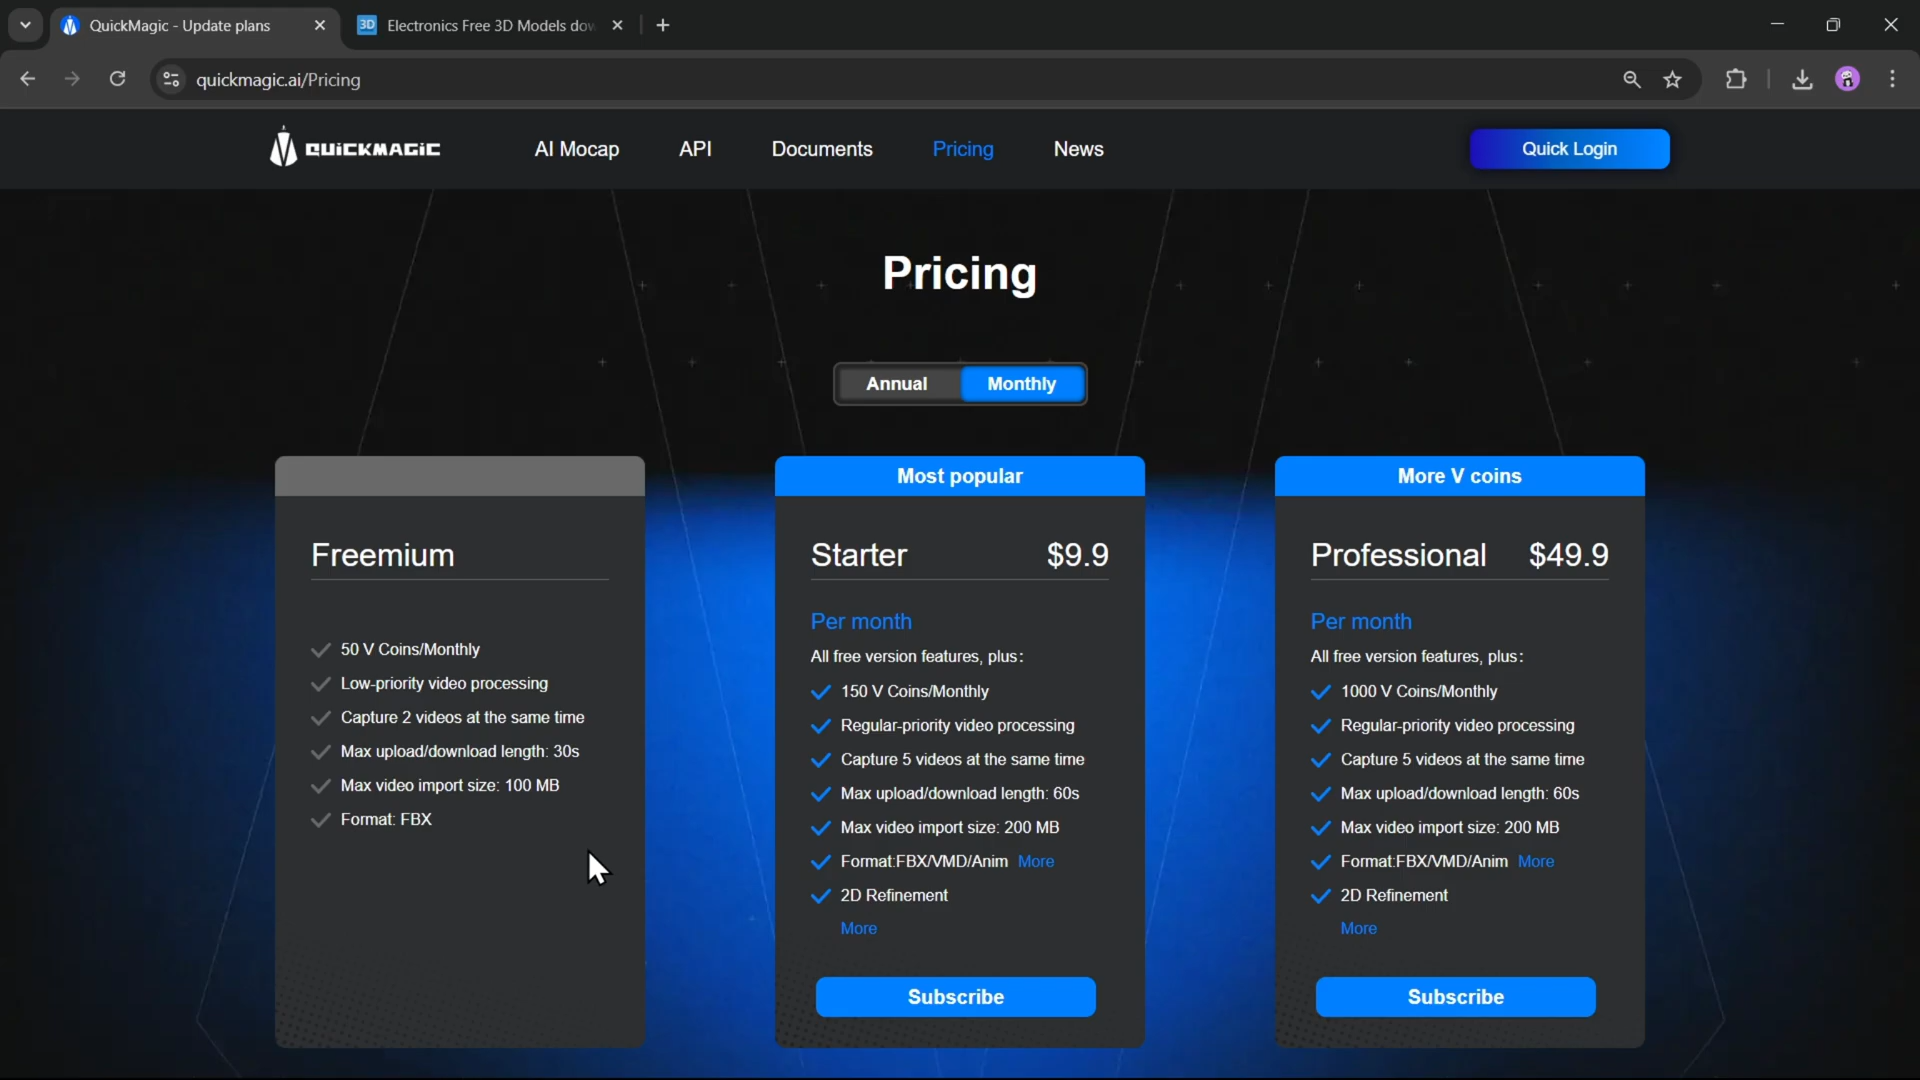 QuickMagic - Update plans
3D
Electronics Free 3D Models dow
quickmagic.ai/Pricing
QUiCKMAGiC
AI Mocap
API
Documents
Pricing
News
Quick Login
Pricing
Annual
Monthly
Freemium
50 V Coins/Monthly
Low-priority video processing
Capture 2 videos at the same time
Max upload/download length: 30s
Max video import size: 100 MB
Format: FBX
Most popular
Starter $9.9
Per month
All free version features, plus:
150 V Coins/Monthly
Regular-priority video processing
Capture 5 videos at the same time
Max upload/download length: 60s
Max video import size: 200 MB
Format:FBX/VMD/Anim More
2D Refinement
More
Subscribe
More V coins
Professional $49.9
Per month
All free version features, plus:
1000 V Coins/Monthly
Regular-priority video processing
Capture 5 videos at the same time
Max upload/download length: 60s
Max video import size: 200 MB
Format:FBX/VMD/Anim More
2D Refinement
More
Subscribe